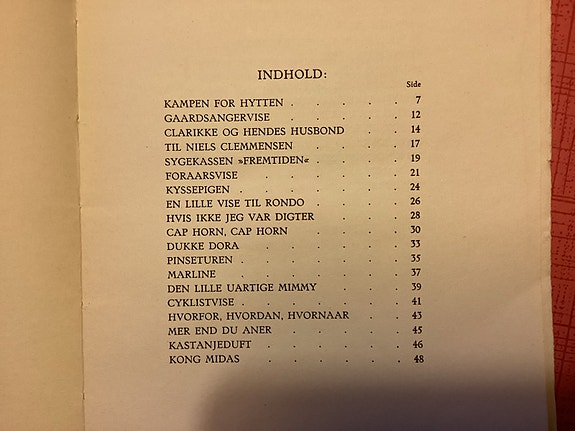 INDHOLD:
Side
KAMPEN FOR HYTTEN . . . . . 7
GAARDSANGERVISE . . . . . 12
CLARIKKE OG HENDES HUSBOND . . 14
TIL NIELS CLEMMENSEN . . . . 17
SYGEKASSEN »FREMTIDEN« . . . . 19
FORAARSVISE . . . . . . 21
KYSSEPIGEN . . . . . . 24
EN LILLE VISE TIL RONDO . . . . 26
HVIS IKKE JEG VAR DIGTER . . . 28
CAP HORN, CAP HORN . . . . 30
DUKKE DORA . . . . . . 33
PINSETUREN . . . . . . 35
MARLINE . . . . . . . 37
DEN LILLE UARTIGE MIMMY . . . 39
CYKLISTVISE . . . . . . 41
HVORFOR, HVORDAN, HVORNAAR . . 43
MER END DU ANER . . . . . 45
KASTANJEDUFT . . . . . . 46
KONG MIDAS . . . . . . 48